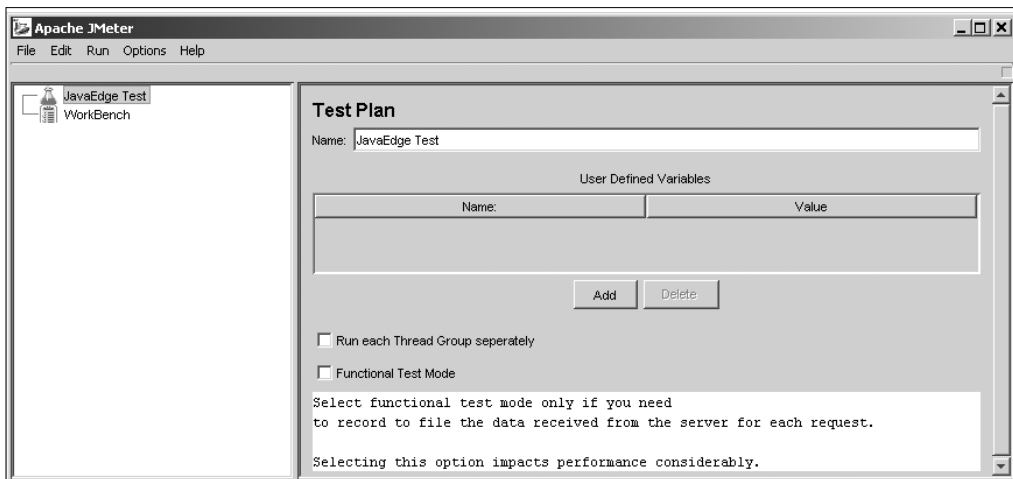 Apache JMeter
File Edit Run Options Help
JavaEdge Test
WorkBench
Test Plan
Name: JavaEdge Test
User Defined Variables
Name: Value
Add Delete
Run each Thread Group seperately
Functional Test Mode
Select functional test mode only if you need
to record to file the data received from the server for each request.
Selecting this option impacts performance considerably.